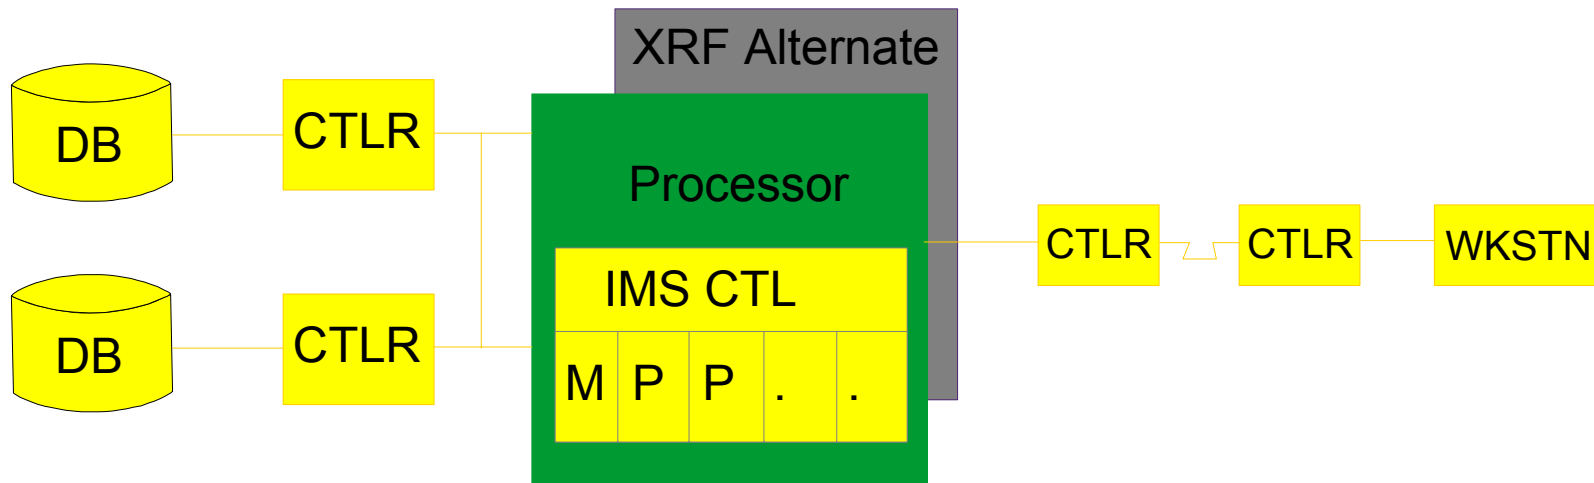 XRF Alternate
DB
CTLR
Processor
CTLR
CTLR
WKSTN
IMS CTL
DB
CTLR
M P P . .